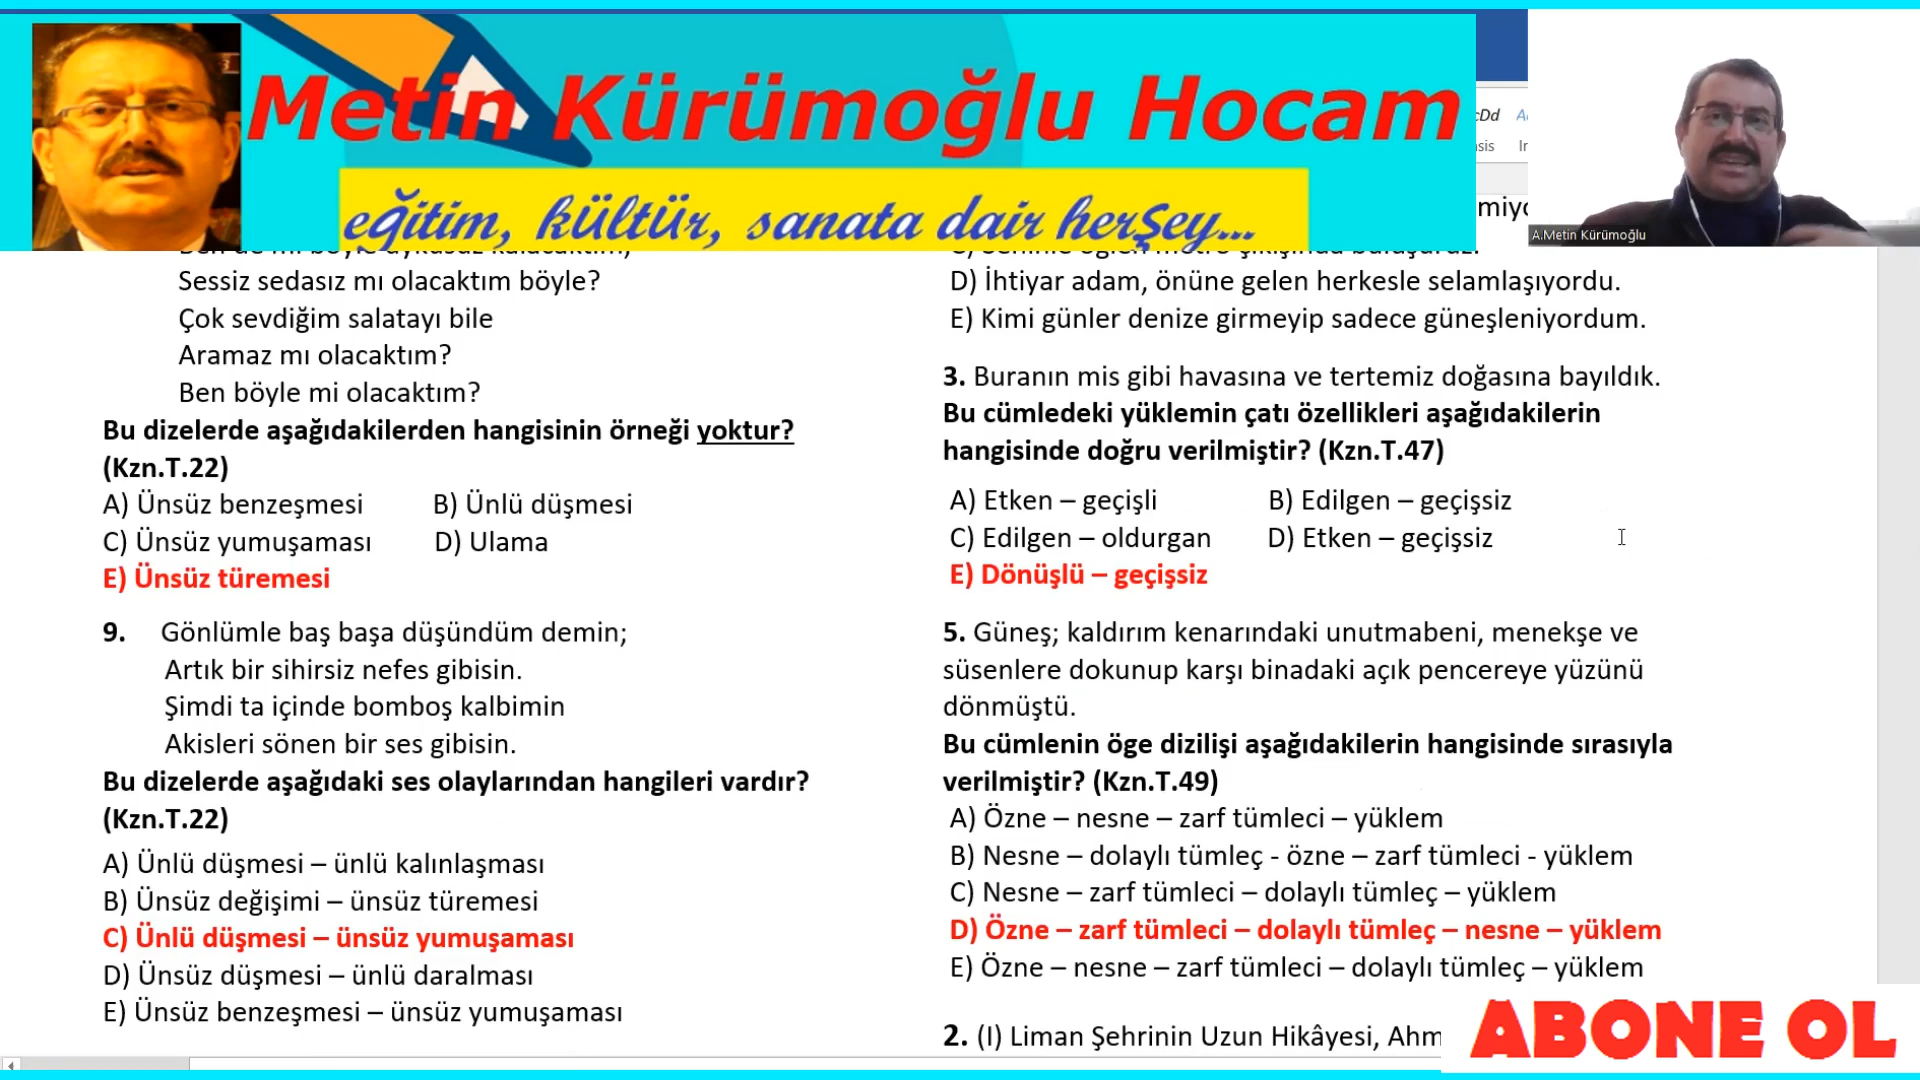 Metin Kürümoğlu Hocam
eğitim, kültür, sanata dair herşey...
cDd
A.Metin Kürümoğlu
Sessiz sedasız mı olacaktım böyle?
Çok sevdiğim salatayı bile
Aramaz mı olacaktım?
Ben böyle mi olacaktım?
Bu dizelerde aşağıdakilerden hangisinin örneği yoktur?
(Kzn.T.22)
A) Ünsüz benzeşmesi B) Ünlü düşmesi
C) Ünsüz yumuşaması D) Ulama
E) Ünsüz türemesi
9. Gönlümle baş başa düşündüm demin;
Artık bir sihirsiz nefes gibisin.
Şimdi ta içinde bomboş kalbimin
Akisleri sönen bir ses gibisin.
Bu dizelerde aşağıdaki ses olaylarından hangileri vardır?
(Kzn.T.22)
A) Ünlü düşmesi – ünlü kalınlaşması
B) Ünsüz değişimi – ünsüz türemesi
C) Ünlü düşmesi – ünsüz yumuşaması
D) Ünsüz düşmesi – ünlü daralması
E) Ünsüz benzeşmesi – ünsüz yumuşaması
D) İhtiyar adam, önüne gelen herkesle selamlaşıyordu.
E) Kimi günler denize girmeyip sadece güneşleniyordum.
3. Buranın mis gibi havasına ve tertemiz doğasına bayıldık.
Bu cümledeki yüklemin çatı özellikleri aşağıdakilerin
hangisinde doğru verilmiştir? (Kzn.T.47)
A) Etken – geçişli B) Edilgen – geçişsiz
C) Edilgen – oldurgan D) Etken – geçişsiz
E) Dönüşlü – geçişsiz
5. Güneş; kaldırım kenarındaki unutmabeni, menekşe ve
süsenlere dokunup karşı binadaki açık pencereye yüzünü
dönmüştü.
Bu cümlenin öge dizilişi aşağıdakilerin hangisinde sırasıyla
verilmiştir? (Kzn.T.49)
A) Özne – nesne – zarf tümleci – yüklem
B) Nesne – dolaylı tümleç - özne – zarf tümleci - yüklem
C) Nesne – zarf tümleci – dolaylı tümleç – yüklem
D) Özne – zarf tümleci – dolaylı tümleç – nesne – yüklem
E) Özne – nesne – zarf tümleci – dolaylı tümleç – yüklem
2. (I) Liman Şehrinin Uzun Hikâyesi, Ahm
ABONE OL